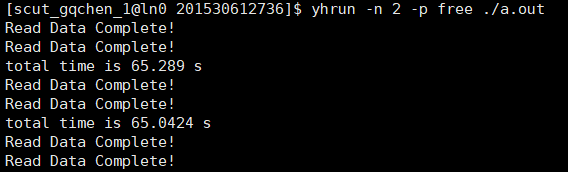 [scut_gqchen_1@ln0 201530612736]$ yhrun -n 2 -p free ./a.out
Read Data Complete!
Read Data Complete!
total time is 65.289 s
Read Data Complete!
Read Data Complete!
total time is 65.0424 s
Read Data Complete!
Read Data Complete!